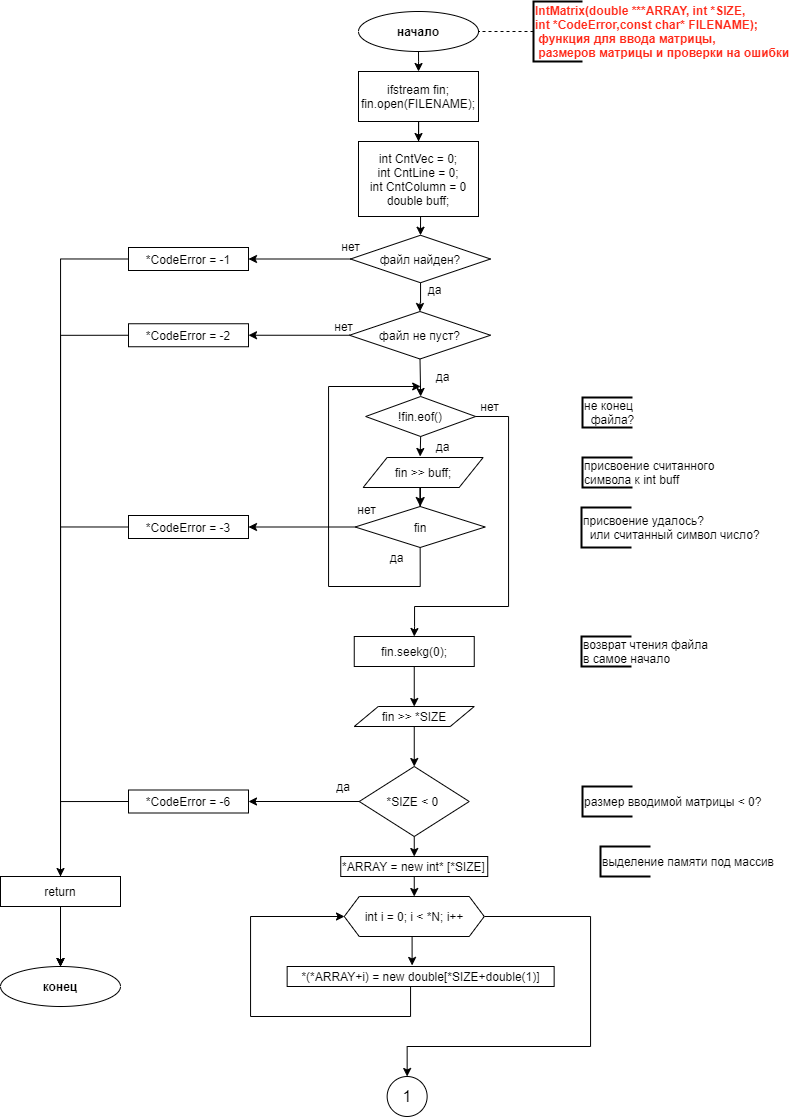 начало
IntMatrix(double ***ARRAY, int *SIZE,
int *CodeError,const char* FILENAME);
функция для ввода матрицы,
размеров матрицы и проверки на ошибки
ifstream fin;
fin.open(FILENAME);
int CntVec = 0;
int CntLine = 0;
int CntColumn = 0
double buff;
файл найден?
нет
*CodeError = -1
да
файл не пуст?
нет
*CodeError = -2
да
!fin.eof()
нет
не конец
файла?
да
fin >> buff;
присвоение считанного
символа к int buff
fin
нет
*CodeError = -3
присвоение удалось?
или считанный символ число?
да
fin.seekg(0);
возврат чтения файла
в самое начало
fin >> *SIZE
*SIZE < 0
да
*CodeError = -6
размер вводимой матрицы < 0?
*ARRAY = new int* [*SIZE]
выделение памяти под массив
return
int i = 0; i < *N; i++
*(*ARRAY+i) = new double[*SIZE+double(1)]
конец
1